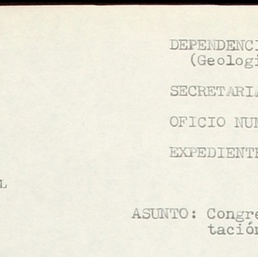 DEPENDENCI
(Geologi
SECRETARIA
OFICIO NUM
EXPEDIENTE
L
ASUNTO: Congre
tación